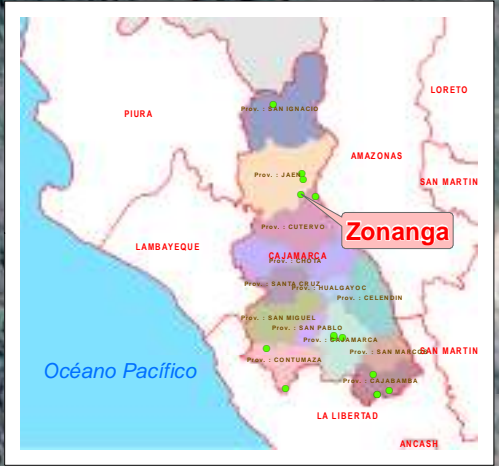 LORETO
PIURA
Prov. : SAN IGNACIO
AMAZONAS
Prov. : JAEN
SAN MARTIN
Prov. : CUTERVO
Zonanga
LAMBAYEQUE
CAJAMARCA
Prov. : CHOTA
Prov. : SANTA CRUZ
Prov. : HUALGAYOC
Prov. : CELENDIN
Prov. : SAN MIGUEL
Prov. : SAN PABLO
Prov. : CAJAMARCA
Prov. : SAN MARCOS
SAN MARTIN
Prov. : CONTUMAZA
Océano Pacífico
Prov. : CAJABAMBA
LA LIBERTAD
ANCASH